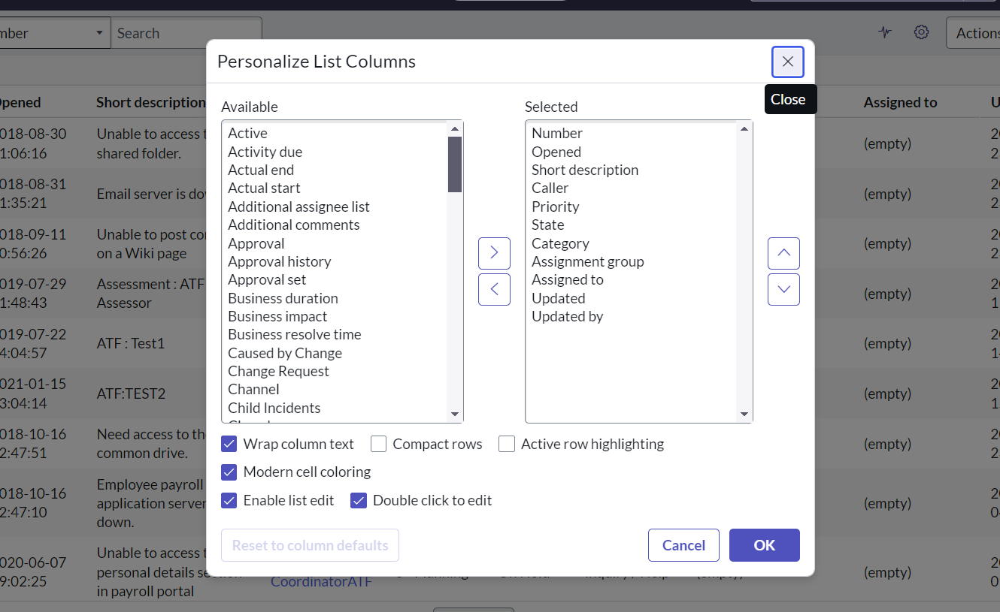 Search
Actions
Personalize List Columns
Close
Short description
Assigned to
Available
Selected
Active
Activity due
Actual end
Actual start
Additional assignee list
Additional comments
Approval
Approval history
Approval set
Business duration
Business impact
Business resolve time
Caused by Change
Change Request
Channel
Child Incidents
Number
Opened
Short description
Caller
Priority
State
Category
Assignment group
Assigned to
Updated
Updated by
Wrap column text
Compact rows
Active row highlighting
Modern cell coloring
Enable list edit
Double click to edit
Reset to column defaults
Cancel
OK
018-08-30
1:06:16
Unable to access
shared folder.
(empty)
018-08-31
1:35:21
Email server is
(empty)
018-09-11
0:56:26
Unable to post
on a Wiki page
(empty)
019-07-29
1:48:43
Assessment : ATF
Assessor
(empty)
019-07-22
4:04:57
ATF : Test1
(empty)
021-01-15
3:04:14
ATF:TEST2
(empty)
018-10-16
2:47:51
Need access to
common drive.
(empty)
018-10-16
2:47:10
Employee payroll
application
down.
(empty)
020-06-07
9:02:25
Unable to access
personal details
in payroll portal
CoordinatorATF
(empty)